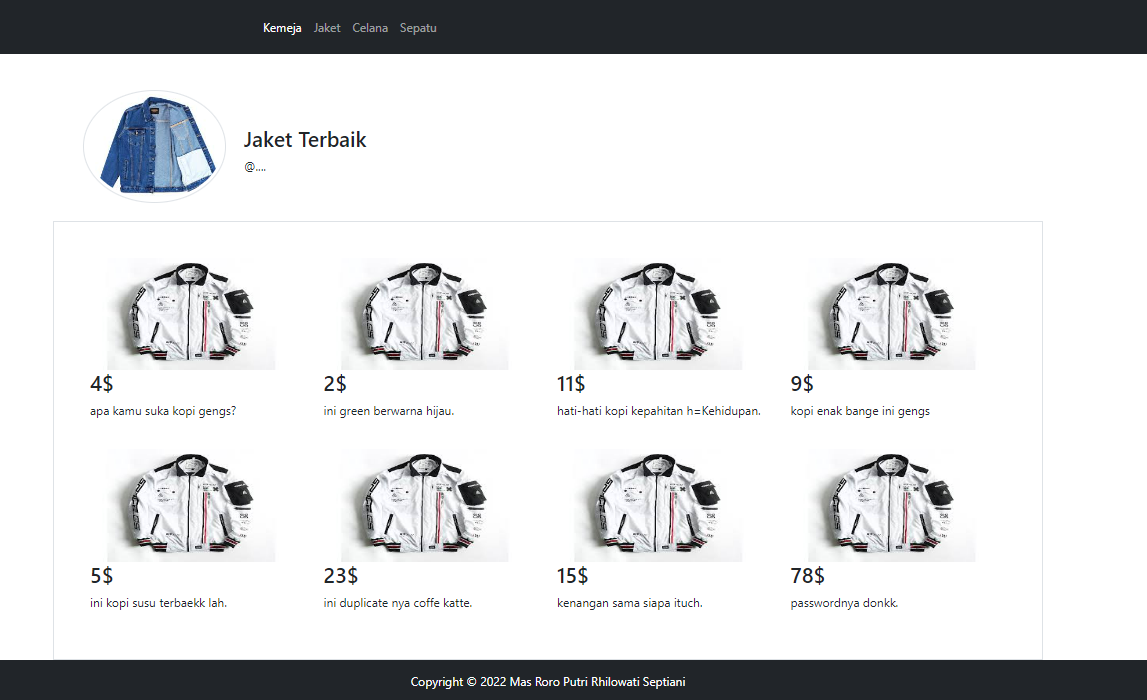 Kemeja Jaket Celana Sepatu
Jaket Terbaik
@....
4$ 2$ 11$ 9$
apa kamu suka kopi gengs? ini green berwarna hijau. hati-hati kopi kepahitan h=Kehidupan. kopi enak bange ini gengs
5$ 23$ 15$ 78$
ini kopi susu terbaekk lah. ini duplicate nya coffe katte. kenangan sama siapa ituch. passwordnya donkk.
Copyright © 2022 Mas Roro Putri Rhilowati Septiani